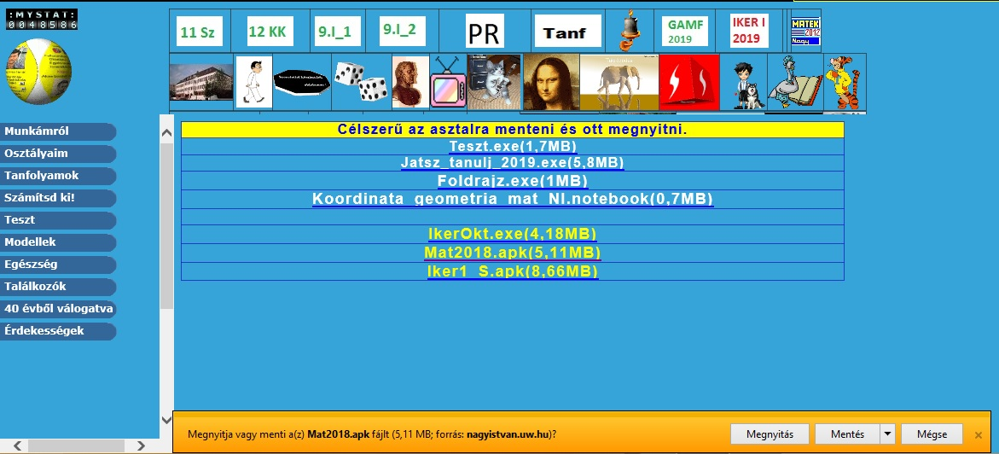 :MYSTAT:
0048586
11 Sz
12 KK
9.I_1
9.I_2
PR
Tanf
GAMF
2019
IKER I
2019
MATEK
2012
Nagy
Munkámról
Osztályaim
Tanfolyamok
Számítsd ki!
Teszt
Modellek
Egészség
Találkozók
40 évből válogatva
Érdekességek
Célszerű az asztalra menteni és ott megnyitni.
Teszt.exe(1,7MB)
Jatsz_tanulj_2019.exe(5,8MB)
Foldrajz.exe(1MB)
Koordinata_geometria_mat_NI.notebook(0,7MB)
IkerOkt.exe(4,18MB)
Mat2018.apk(5,11MB)
Iker1_S.apk(8,66MB)
Megnyitja vagy menti a(z) Mat2018.apk fájlt (5,11 MB; forrás: nagyistvan.uw.hu)?
Megnyitás
Mentés
Mégse
×